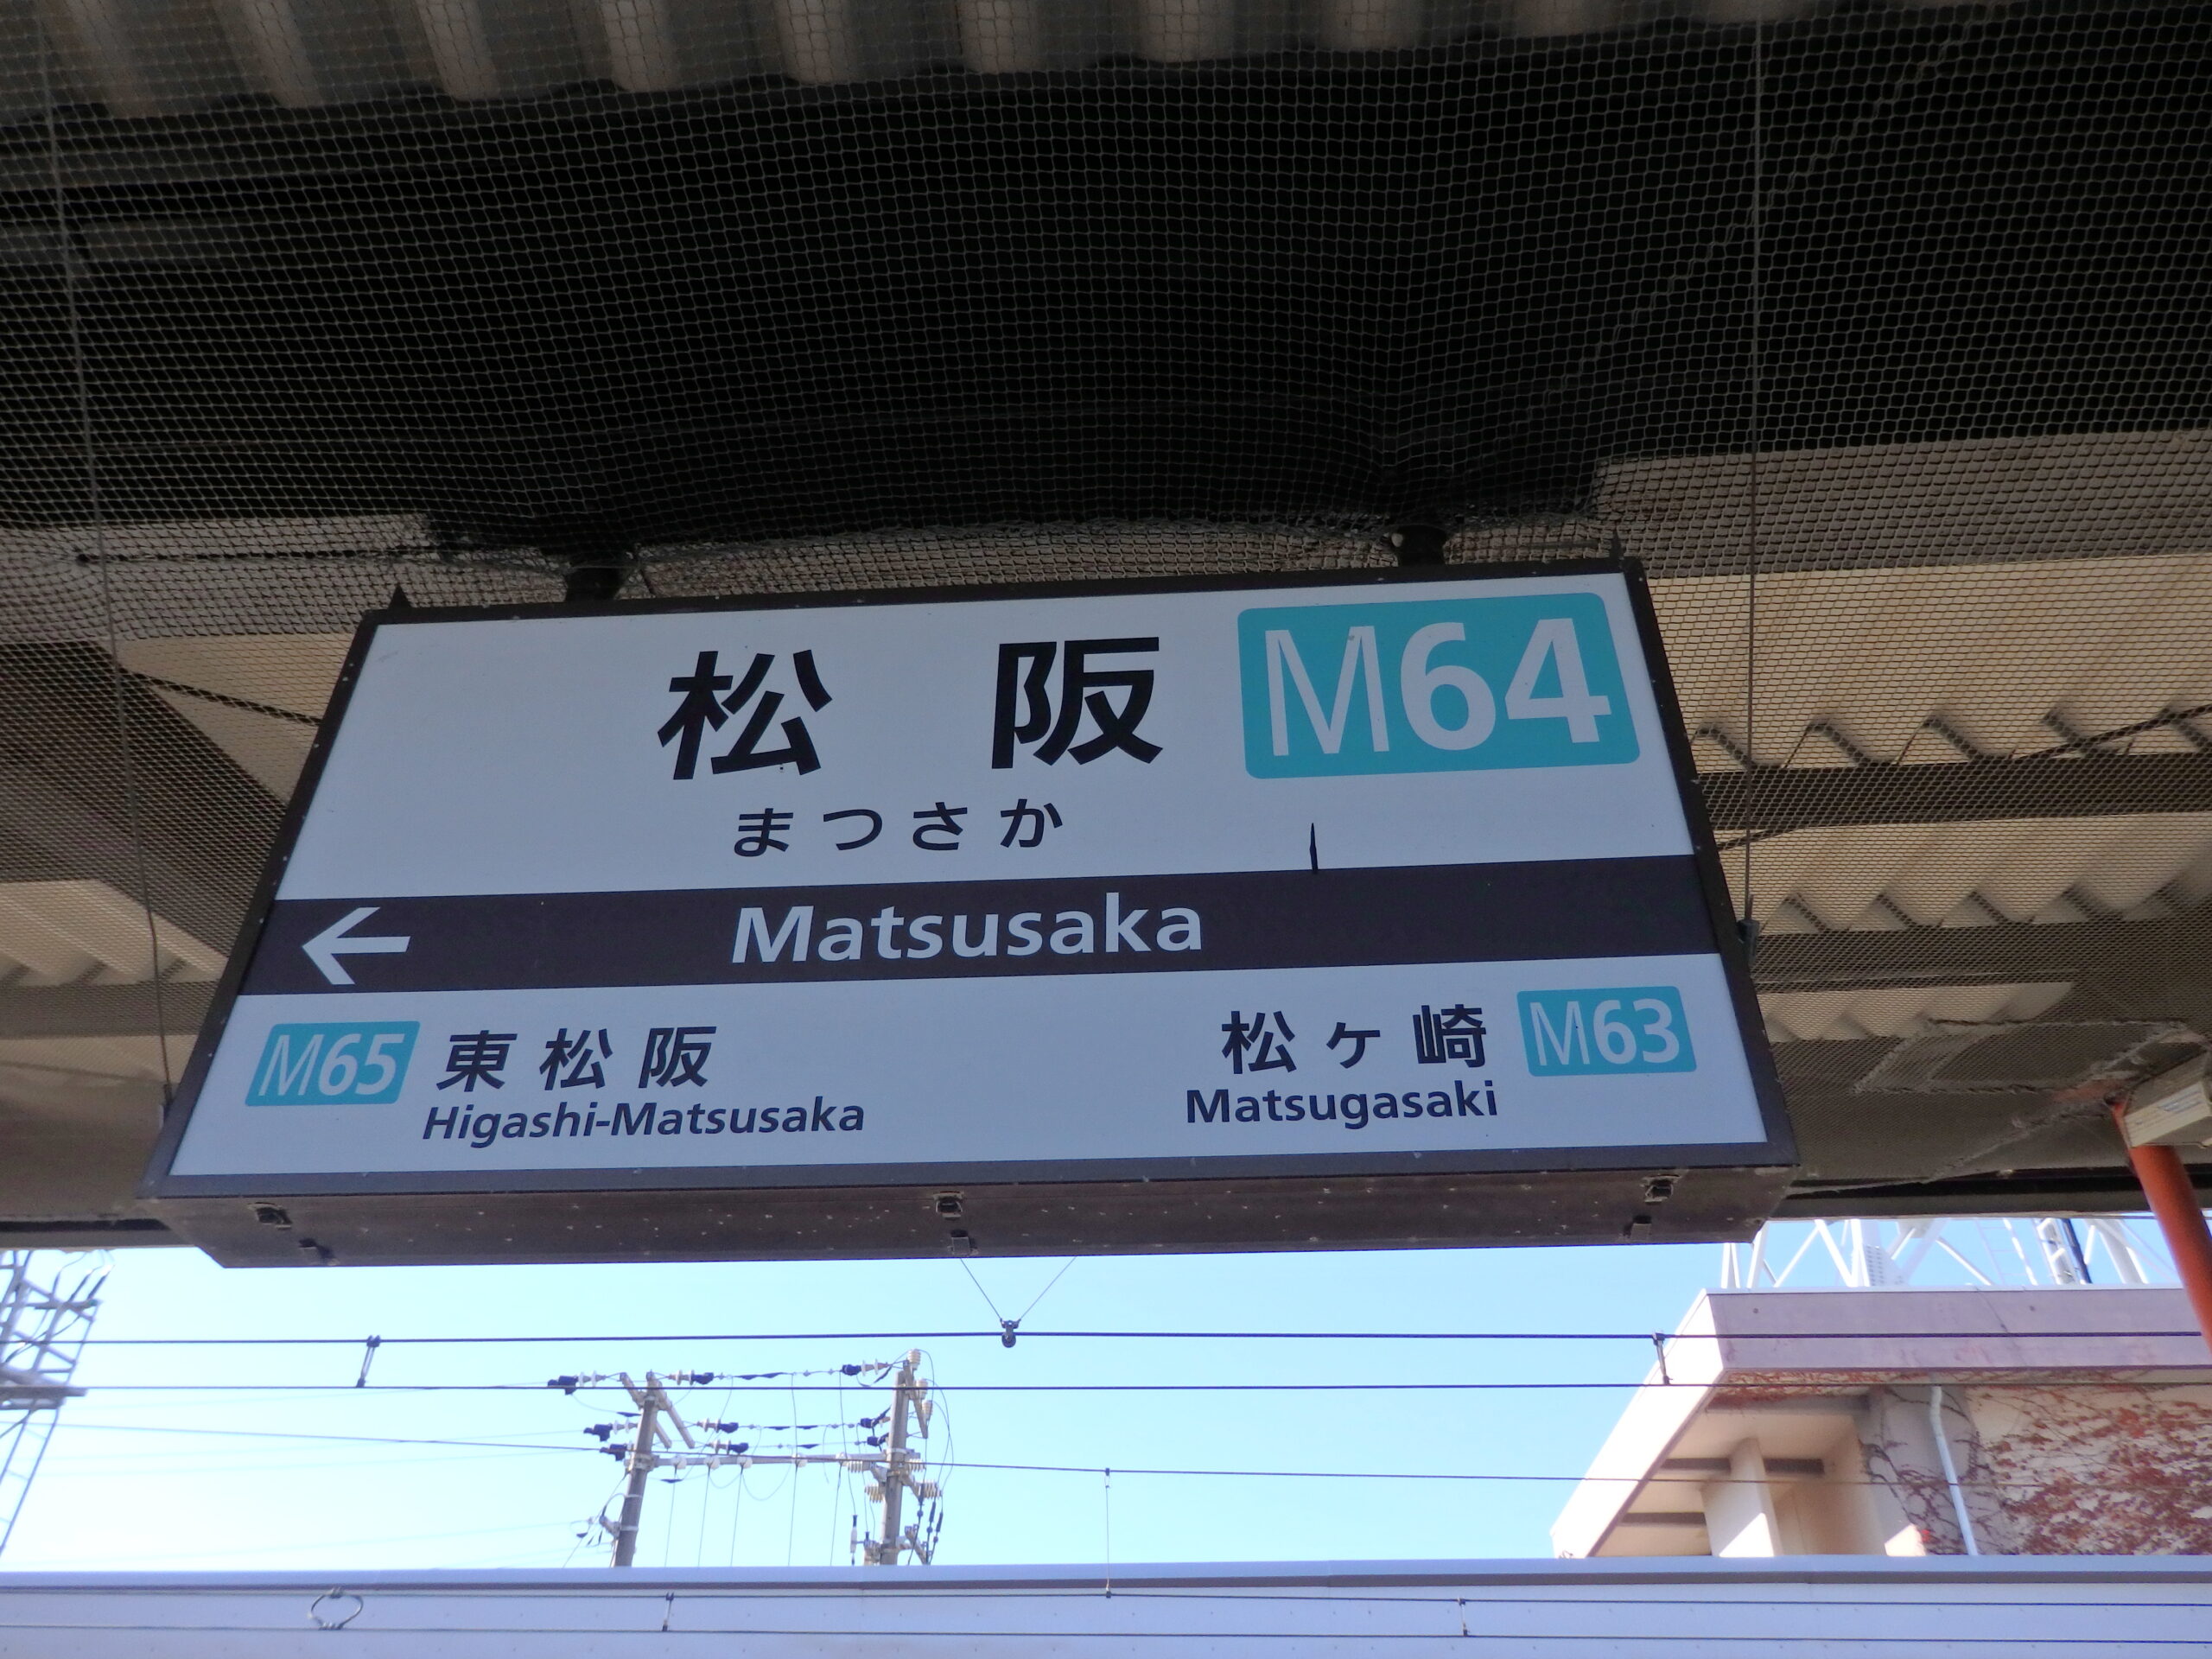 松阪 M64
まつさか
← Matsusaka
M65 東松阪
Higashi-Matsusaka
松ヶ崎 M63
Matsugasaki